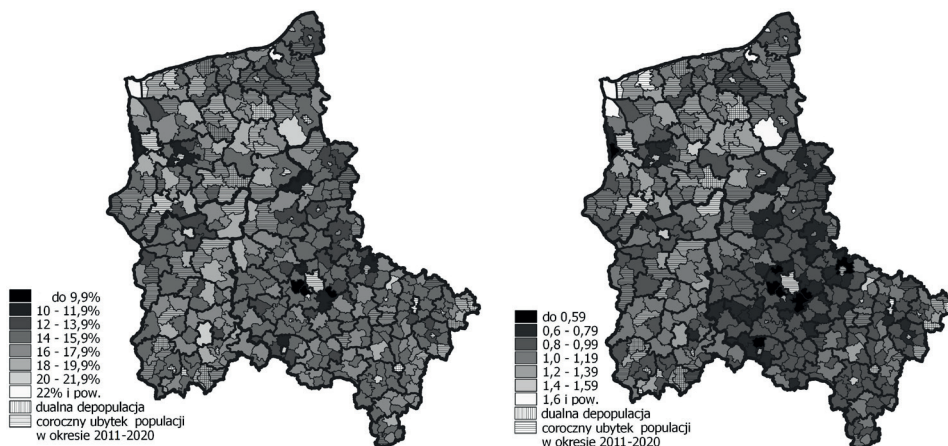 do 9,9%
10 - 11,9%
12 - 13,9%
14 - 15,9%
16 - 17,9%
18 - 19,9%
20 - 21,9%
22% i pow.
dualna depopulacja
coroczny ubytek populacji
w okresie 2011-2020
do 0,59
0,6 - 0,79
0,8 - 0,99
1,0 - 1,19
1,2 - 1,39
1,4 - 1,59
1,6 i pow.
dualna depopulacja
coroczny ubytek populacji
w okresie 2011-2020